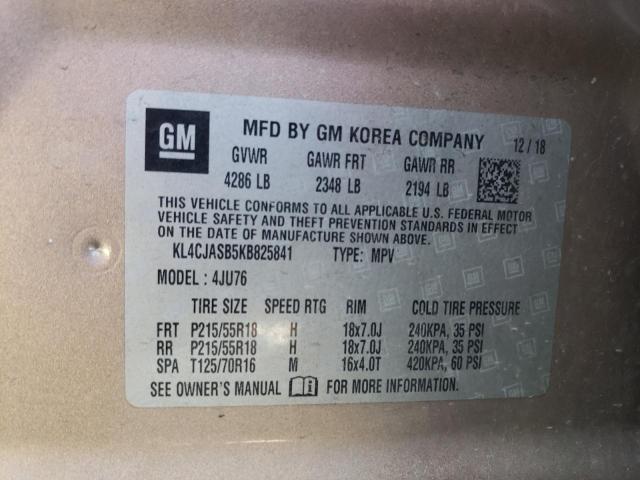 GM MFD BY GM KOREA COMPANY 12/18
GVWR GAWR FRT GAWR RR
4286 LB 2348 LB 2194 LB
THIS VEHICLE CONFORMS TO ALL APPLICABLE U.S. FEDERAL MOTOR
VEHICLE SAFETY AND THEFT PREVENTION STANDARDS IN EFFECT
ON THE DATE OF MANUFACTURE SHOWN ABOVE.
KL4CJASB5KB825841 TYPE: MPV
MODEL : 4JU76
TIRE SIZE SPEED RTG RIM COLD TIRE PRESSURE
FRT P215/55R18 H 18x7.0J 240KPA, 35 PSI
RR P215/55R18 H 18x7.0J 240KPA, 35 PSI
SPA T125/70R16 M 16x4.0T 420KPA, 60 PSI
SEE OWNER'S MANUAL FOR MORE INFORMATION.